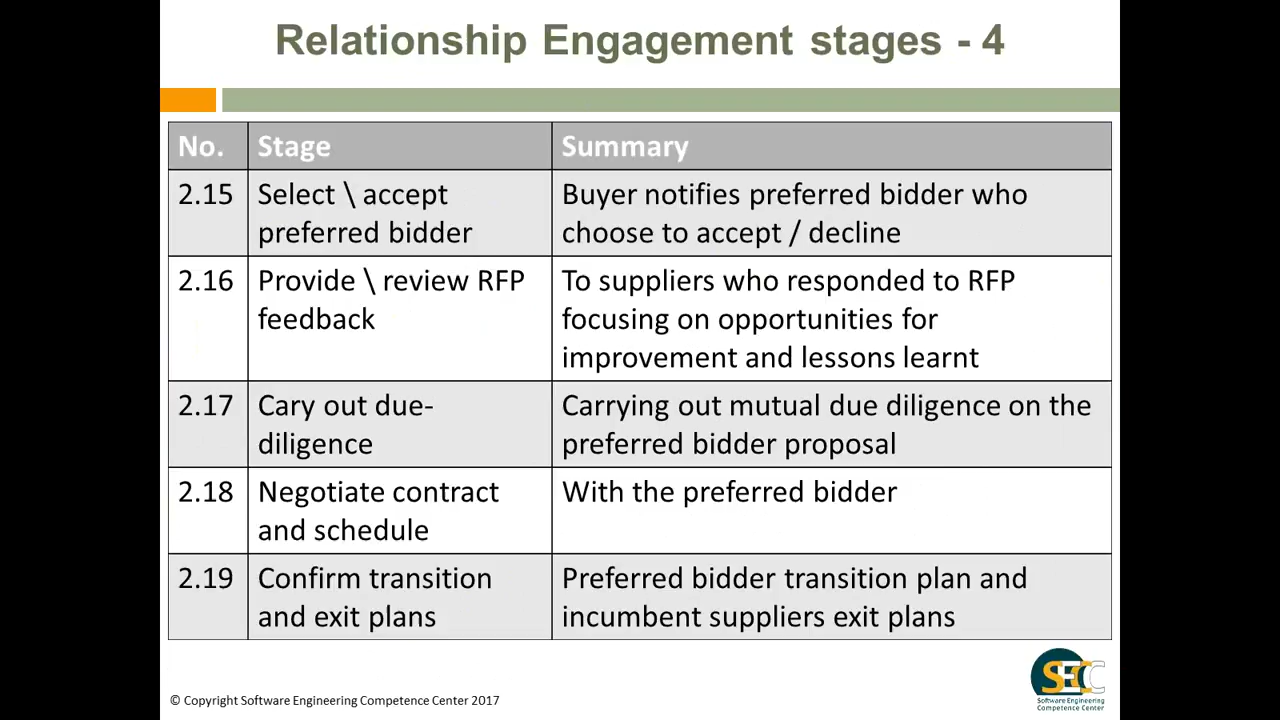 Relationship Engagement stages - 4
No. Stage Summary
2.15 Select \ accept Buyer notifies preferred bidder who
preferred bidder choose to accept / decline
2.16 Provide \ review RFP To suppliers who responded to RFP
feedback focusing on opportunities for
improvement and lessons learnt
2.17 Cary out due- Carrying out mutual due diligence on the
diligence preferred bidder proposal
2.18 Negotiate contract With the preferred bidder
and schedule
2.19 Confirm transition Preferred bidder transition plan and
and exit plans incumbent suppliers exit plans
SECC
Software Engineering
Competence Center
© Copyright Software Engineering Competence Center 2017